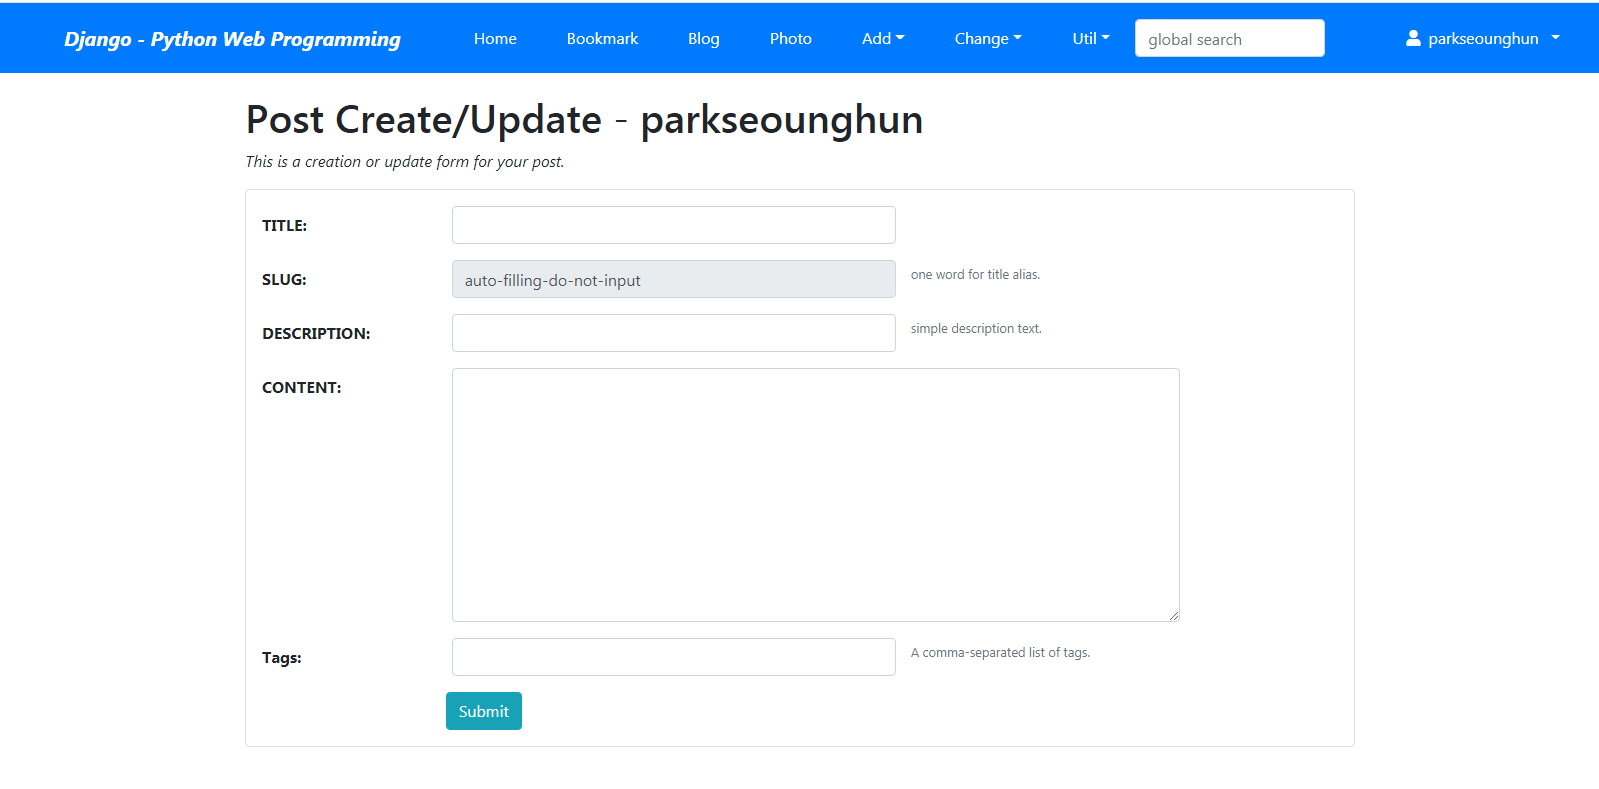 Django - Python Web Programming Home Bookmark Blog Photo Add Change Util global search parkseounghun
Post Create/Update - parkseounghun
This is a creation or update form for your post.
TITLE:
SLUG: auto-filling-do-not-input one word for title alias.
DESCRIPTION: simple description text.
CONTENT:
Tags: A comma-separated list of tags.
Submit